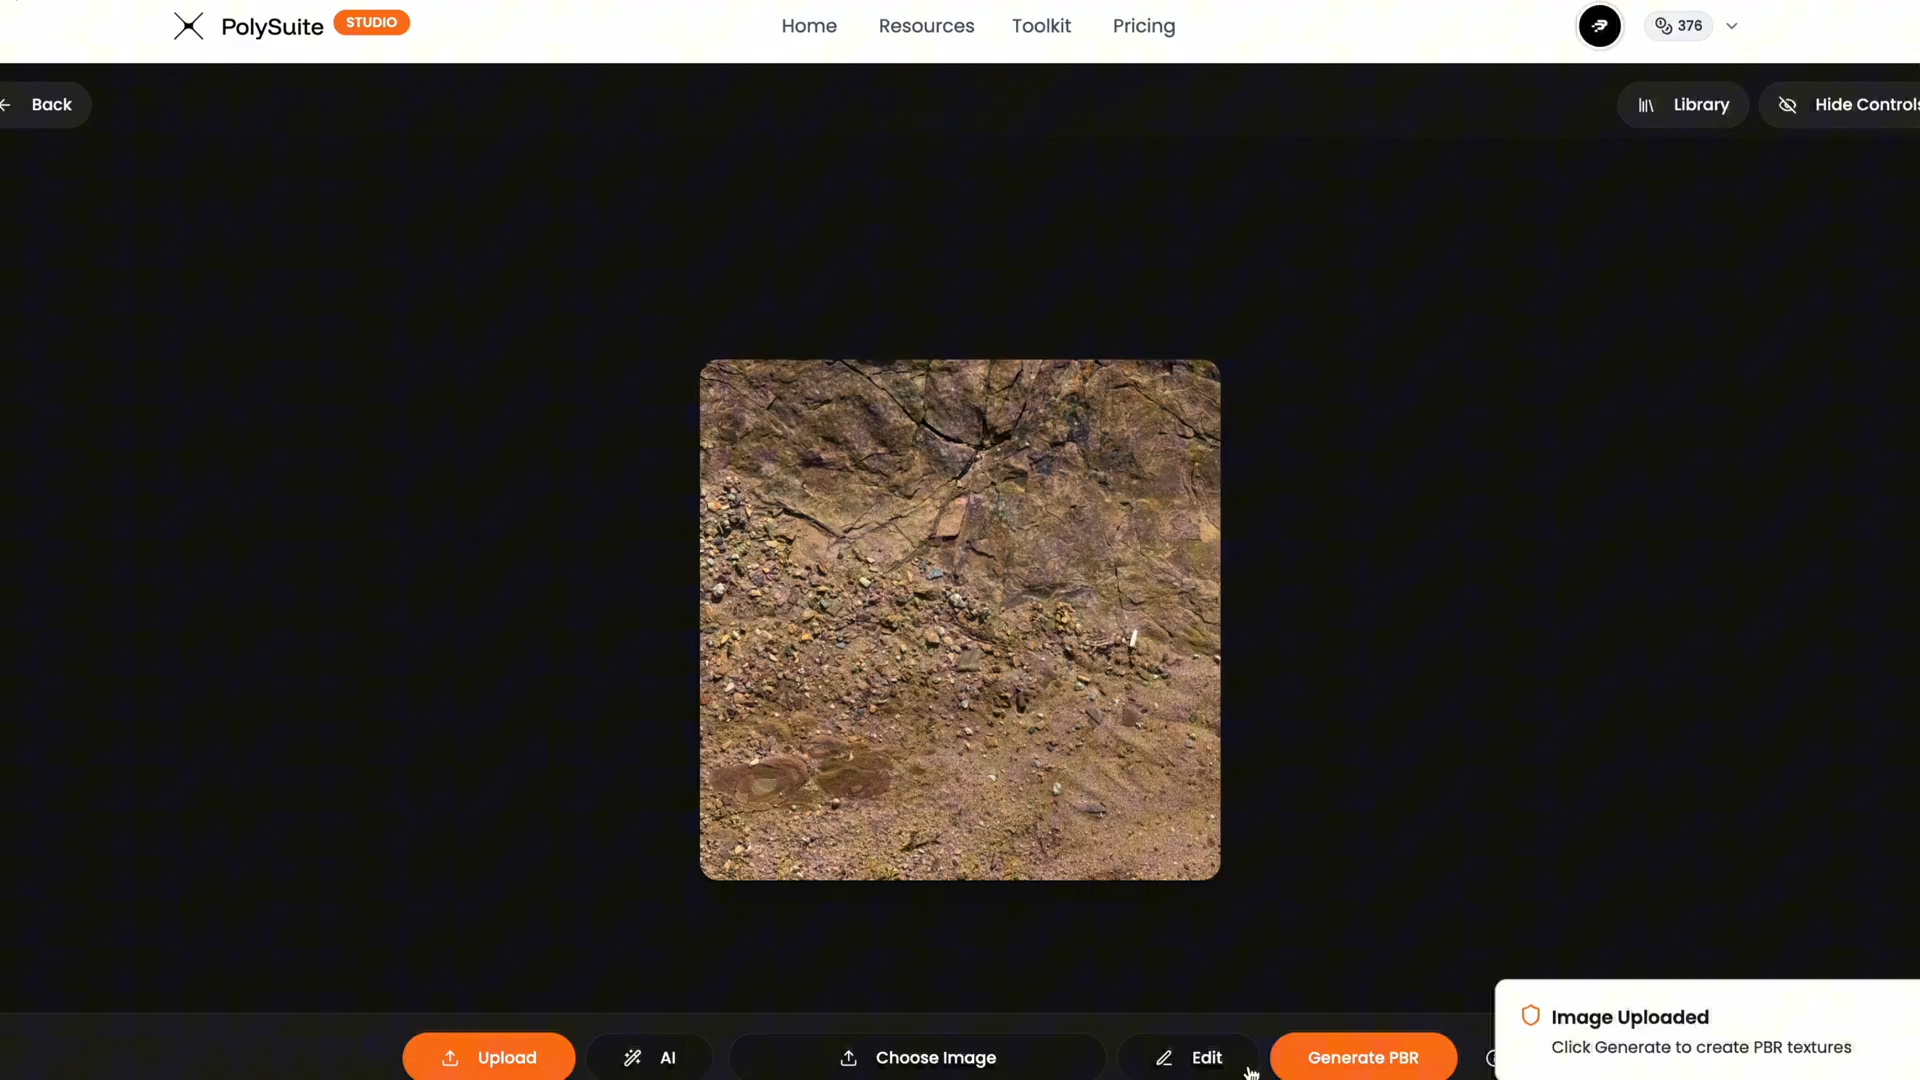 PolySuite STUDIO Home Resources Toolkit Pricing 376
Back Library Hide Controls
Image Uploaded
Click Generate to create PBR textures
Upload AI Choose Image Edit Generate PBR